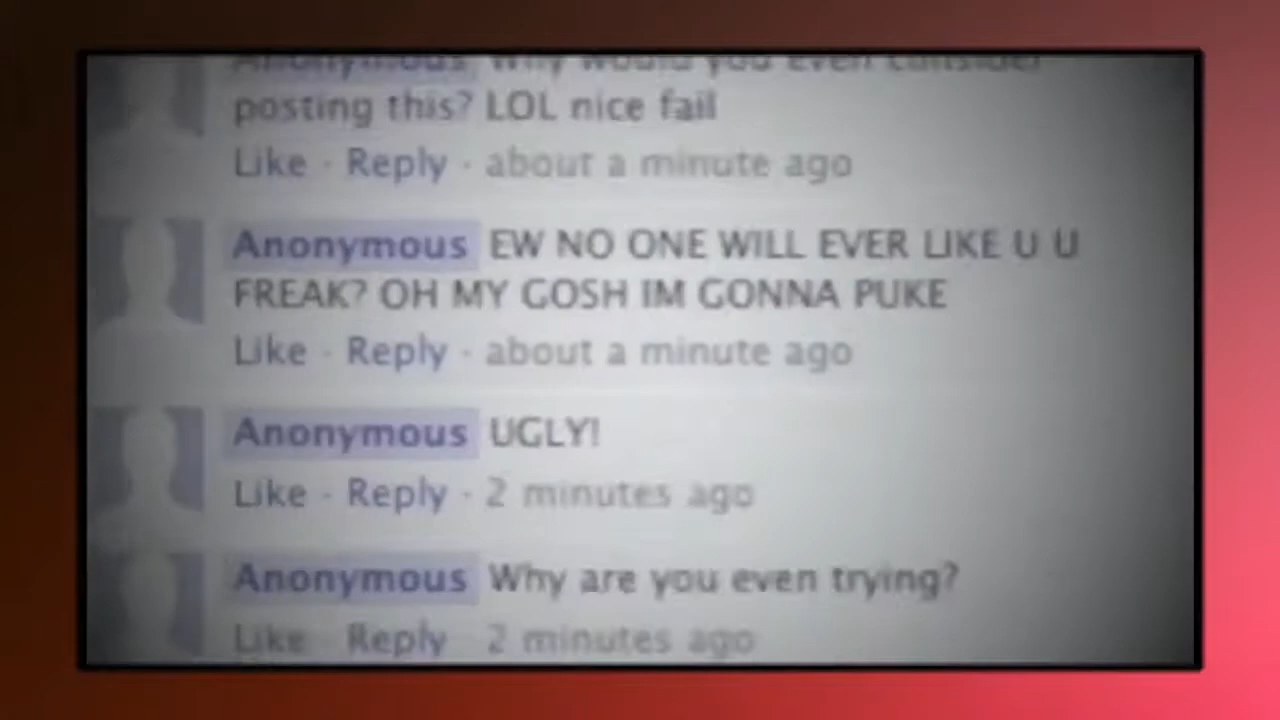 Anonymous Why would you even consider
posting this? LOL nice fail
Like · Reply · about a minute ago
Anonymous EW NO ONE WILL EVER LIKE U U
FREAK? OH MY GOSH IM GONNA PUKE
Like · Reply · about a minute ago
Anonymous UGLY!
Like · Reply · 2 minutes ago
Anonymous Why are you even trying?
Like Reply 2 minutes ago